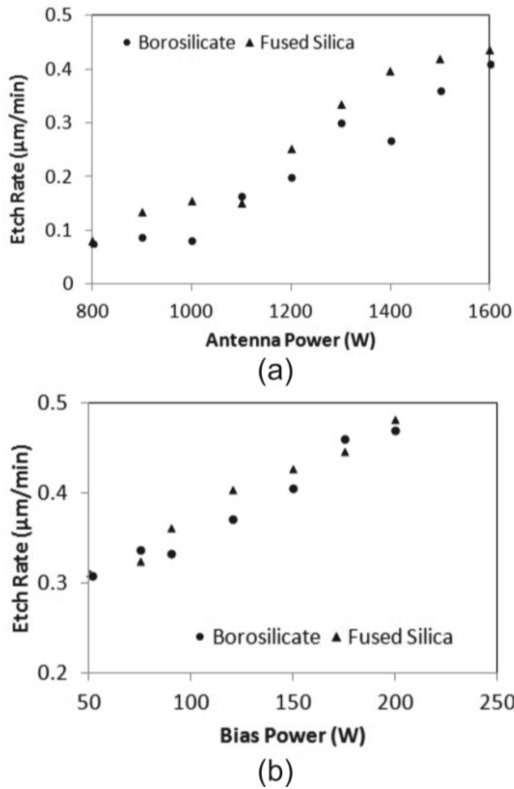 0.5
● Borosilicate ▲ Fused Silica
0.4
0.3
0.2
0.1
0
Etch Rate (μm/min)
800 1000 1200 1400 1600
Antenna Power (W)
(a)
0.5
0.4
0.3
0.2
Etch Rate (μm/min)
● Borosilicate ▲ Fused Silica
50 100 150 200 250
Bias Power (W)
(b)